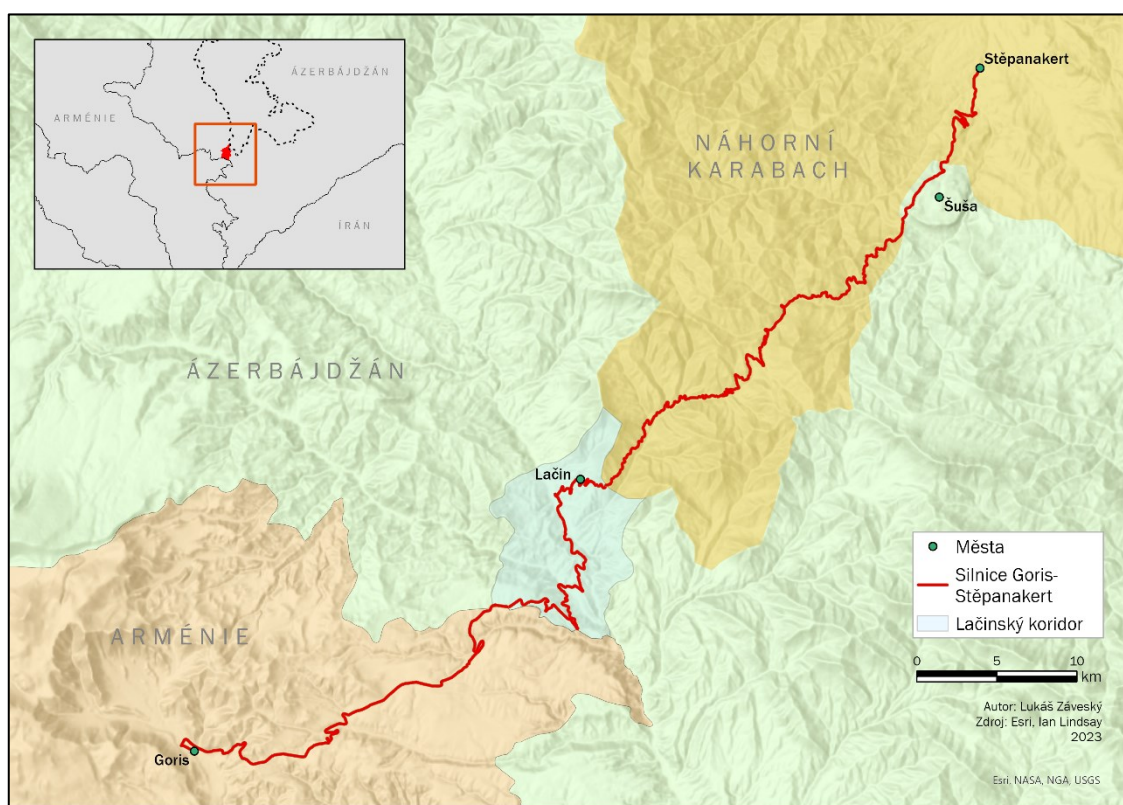 ÁZERBÁJDŽÁN
ARMÉNIE
ÍRÁN
Stěpanakert
NÁHORNÍ
KARABACH
Šuša
ÁZERBÁJDŽÁN
Lačin
ARMÉNIE
Goris
Města
Silnice Goris-
Stěpanakert
Lačinský koridor
0 5 10
km
Autor: Lukáš Záveský
Zdroj: Esri, Ian Lindsay
2023
Esri, NASA, NGA, USGS